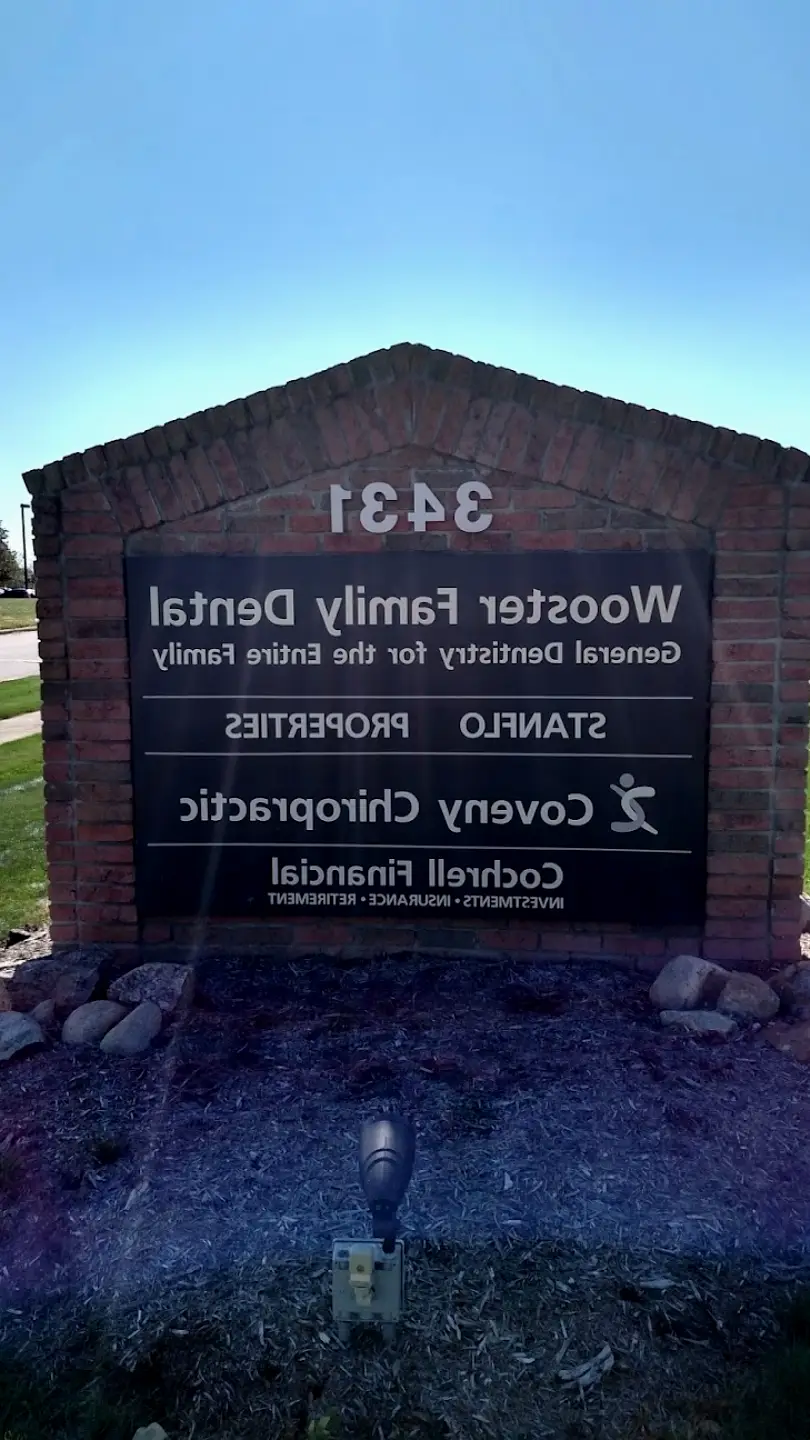 3431
Wooster Family Dental
General Dentistry for the Entire Family
STANFLO PROPERTIES
Coveny Chiropractic
Cochrell Financial
INVESTMENTS • INSURANCE • RETIREMENT